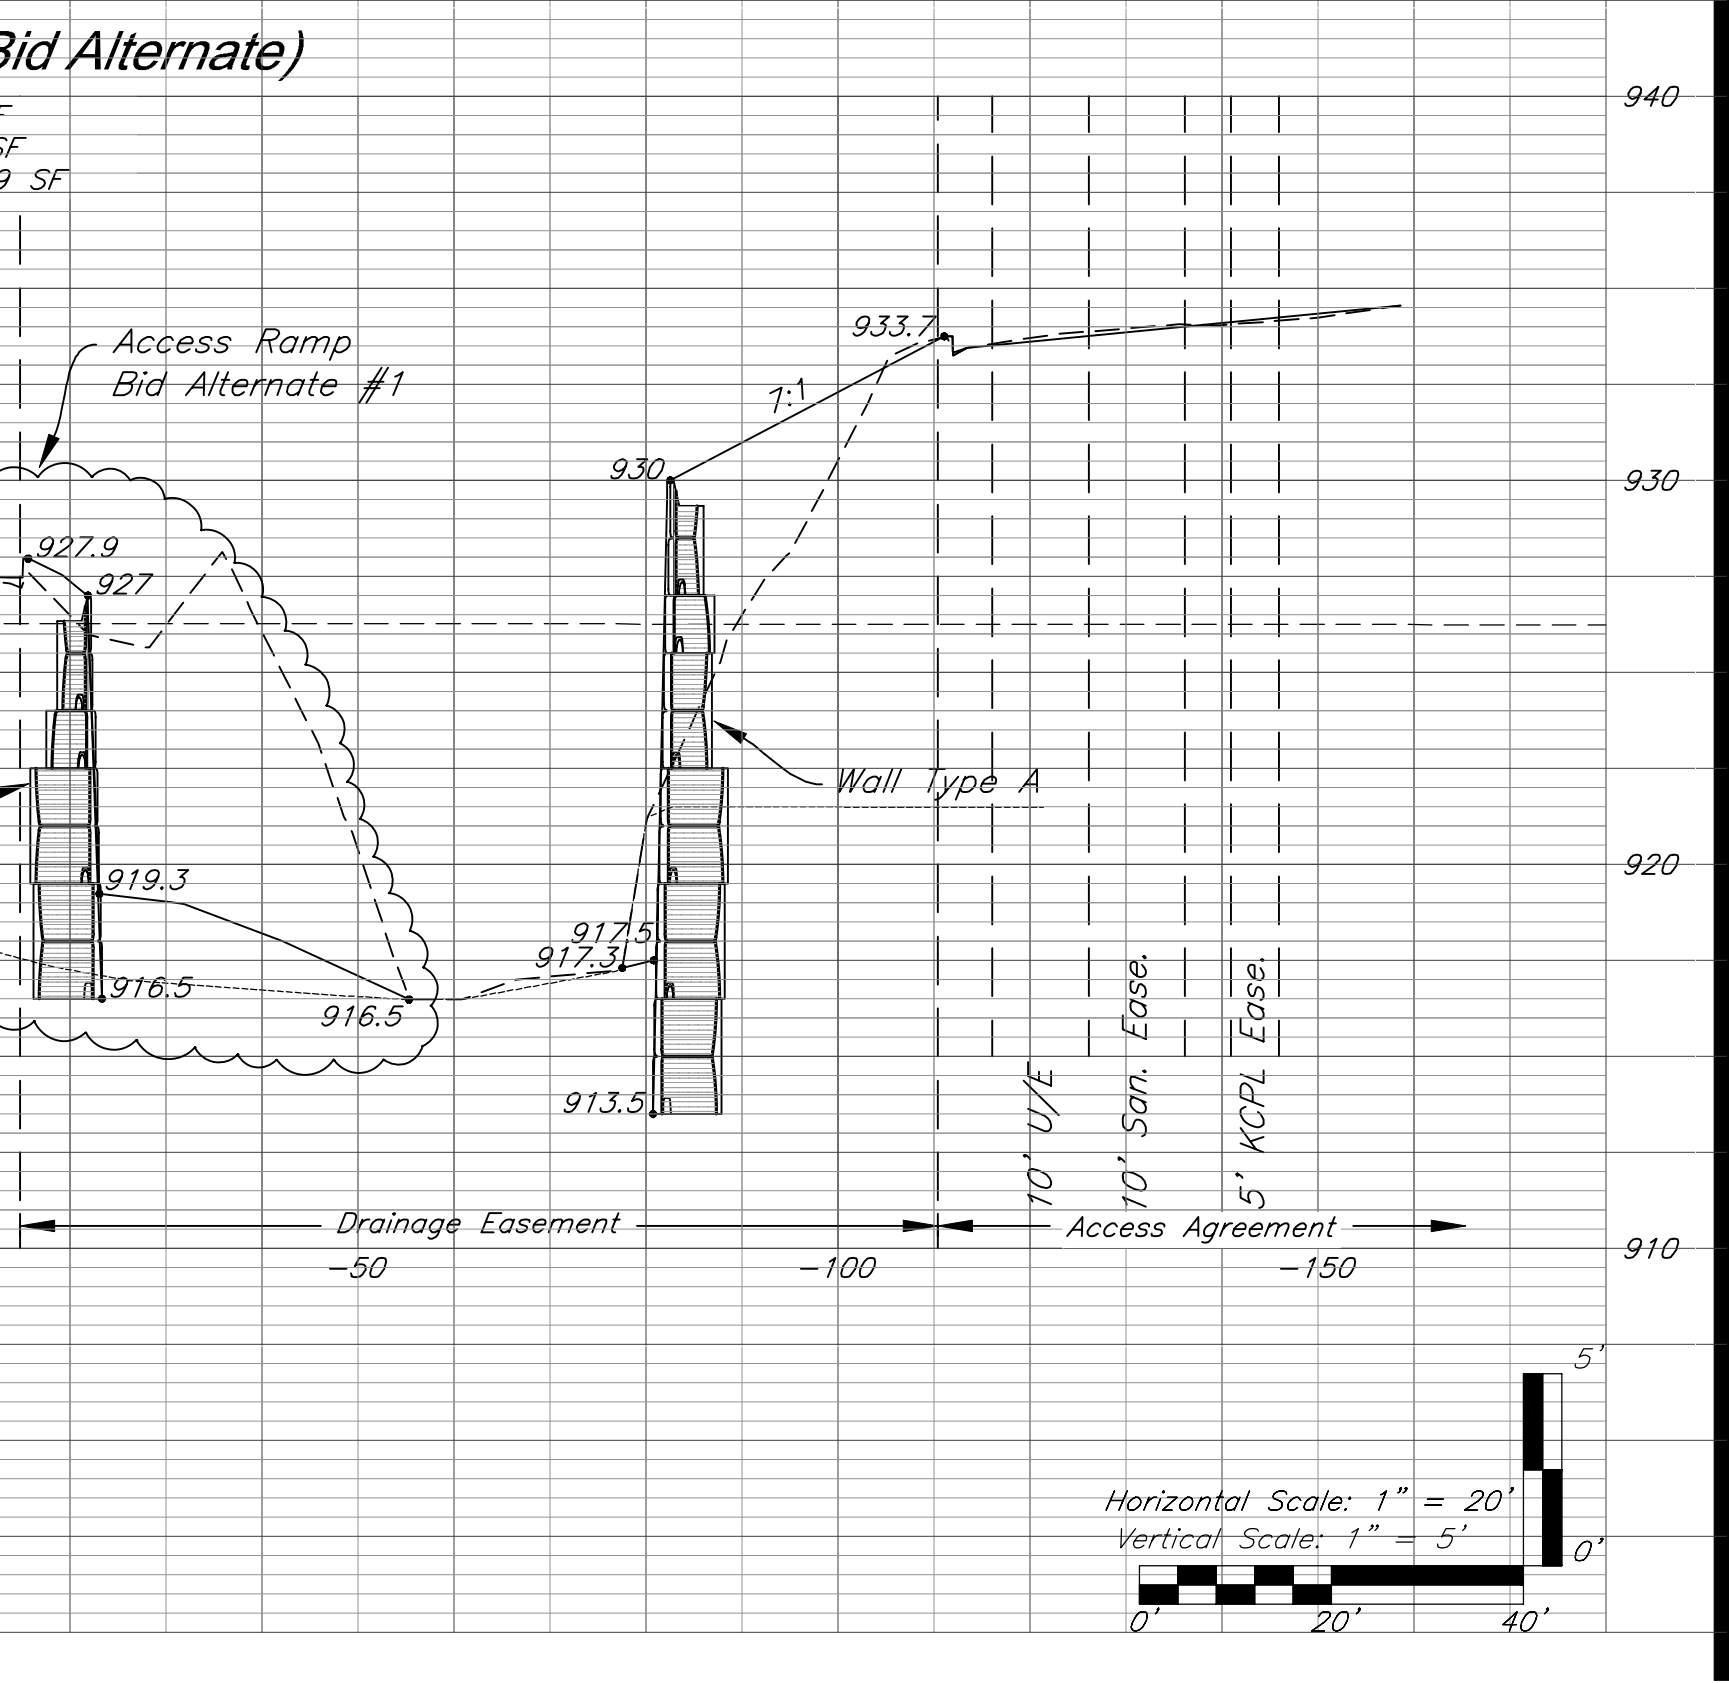 Bid Alternate)
SF
9 SF
940
933.7
Access Ramp
Bid Alternate #1
7:1
930
930
927.9
927
Wall Type A
920
919.3
917.5
917.3
916.5
916.5
913.5
10' U/E
10' San. Ease.
5' KCPL Ease.
Drainage Easement
Access Agreement
910
-50
-100
-150
5'
Horizontal Scale: 1" = 20'
Vertical Scale: 1" = 5'
0'
0'
20'
40'